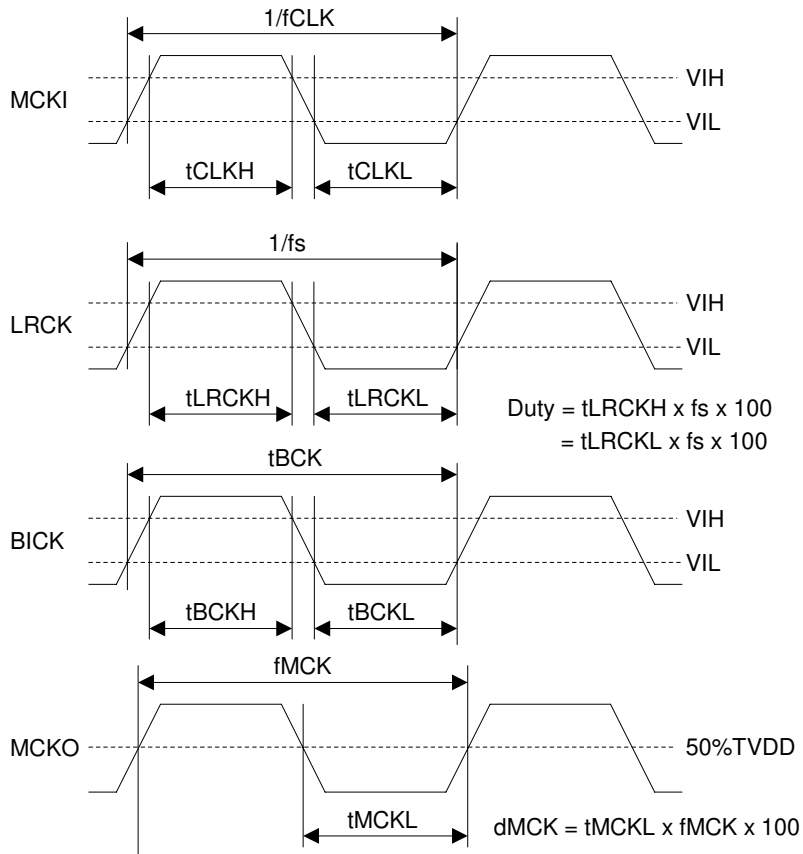 1/fCLK
MCKI
VIH
VIL
tCLKH
tCLKL
1/fs
LRCK
VIH
VIL
tLRCKH
tLRCKL
Duty = tLRCKH x fs x 100
= tLRCKL x fs x 100
tBCK
BICK
VIH
VIL
tBCKH
tBCKL
fMCK
MCKO
50%TVDD
tMCKL
dMCK = tMCKL x fMCK x 100